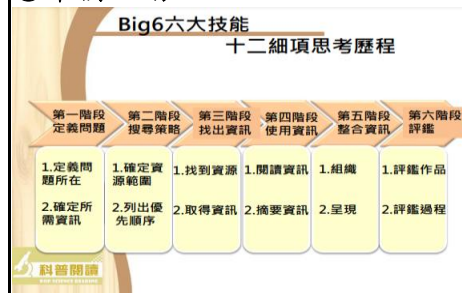 Big6六大技能
十二細項思考歷程
第一階段
定義問題
第二階段
搜尋策略
第三階段
找出資訊
第四階段
使用資訊
第五階段
整合資訊
第六階段
評鑑
1.定義問
題所在
2.確定所
需資訊
1.確定資
源範圍
2.列出優
先順序
1.找到資源
2.取得資訊
1.閱讀資訊
2.摘要資訊
1.組織
2.呈現
1.評鑑作品
2.評鑑過程
科普閱讀